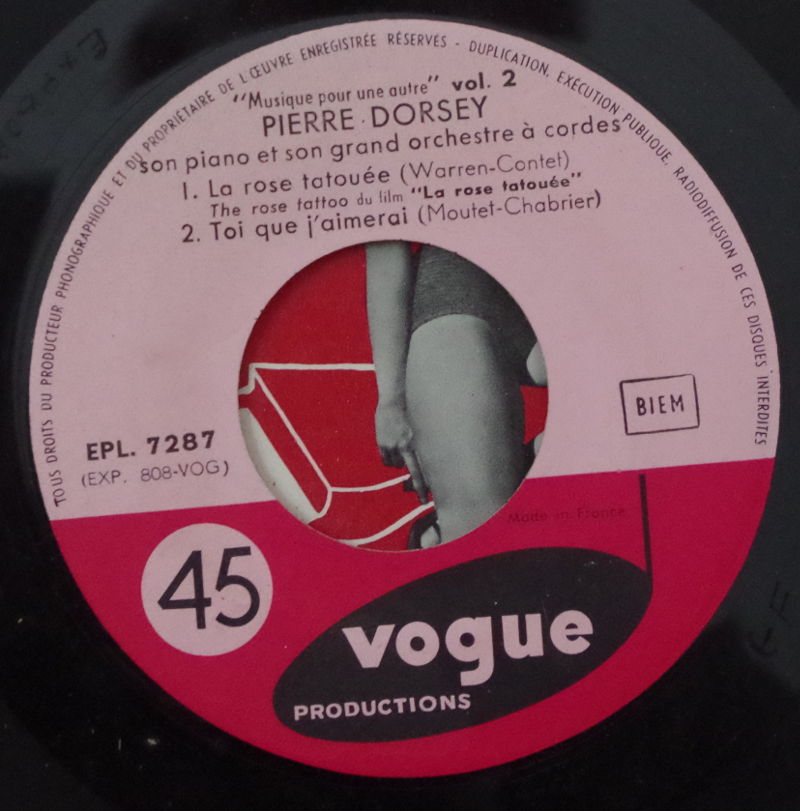 TOUS DROITS DU PRODUCTEUR PHONOGRAPHIQUE ET DU PROPRIÉTAIRE DE L'ŒUVRE ENREGISTRÉE RÉSERVÉS - DUPLICATION, EXÉCUTION PUBLIQUE, RADIODIFFUSION DE CES DISQUES INTERDITES
"Musique pour une autre" vol. 2
PIERRE DORSEY
son piano et son grand orchestre à cordes
1. La rose tatouée (Warren-Contet)
The rose tattoo du film "La rose tatouée"
2. Toi que j'aimerai (Moutet-Chabrier)
BIEM
EPL. 7287
(EXP. 808-VOG)
Made in France
45
vogue
PRODUCTIONS